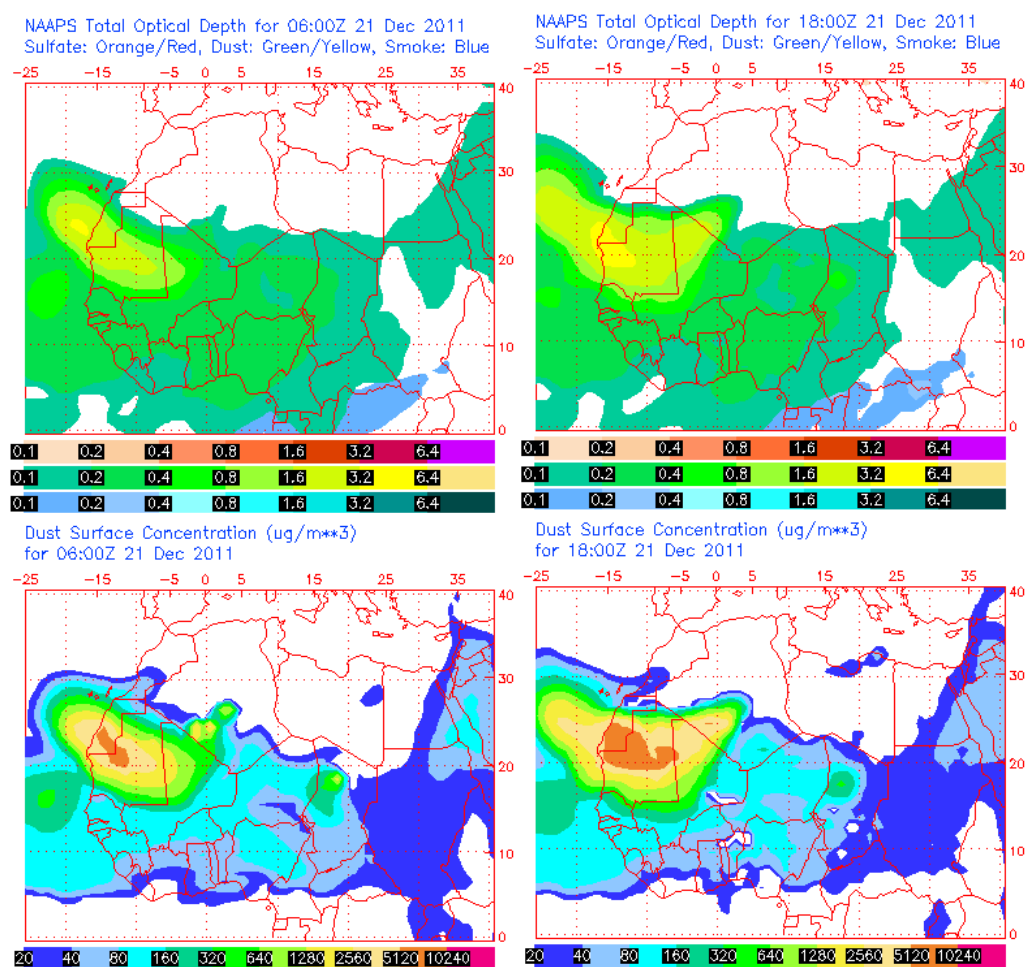 NAAPS Total Optical Depth for 06:00Z 21 Dec 2011
Sulfate: Orange/Red, Dust: Green/Yellow, Smoke: Blue
-25 -15 -5 0 5 15 25 35
40
30
20
10
0
0.1 0.2 0.4 0.8 1.6 3.2 6.4
0.1 0.2 0.4 0.8 1.6 3.2 6.4
0.1 0.2 0.4 0.8 1.6 3.2 6.4
NAAPS Total Optical Depth for 18:00Z 21 Dec 2011
Sulfate: Orange/Red, Dust: Green/Yellow, Smoke: Blue
-25 -15 -5 0 5 15 25 35
40
30
20
10
0
0.1 0.2 0.4 0.8 1.6 3.2 6.4
0.1 0.2 0.4 0.8 1.6 3.2 6.4
0.1 0.2 0.4 0.8 1.6 3.2 6.4
Dust Surface Concentration (ug/m**3)
for 06:00Z 21 Dec 2011
-25 -15 -5 0 5 15 25 35
40
30
20
10
0
20 40 80 160 320 640 1280 2560 5120 10240
Dust Surface Concentration (ug/m**3)
for 18:00Z 21 Dec 2011
-25 -15 -5 0 5 15 25 35
40
30
20
10
0
20 40 80 160 320 640 1280 2560 5120 10240